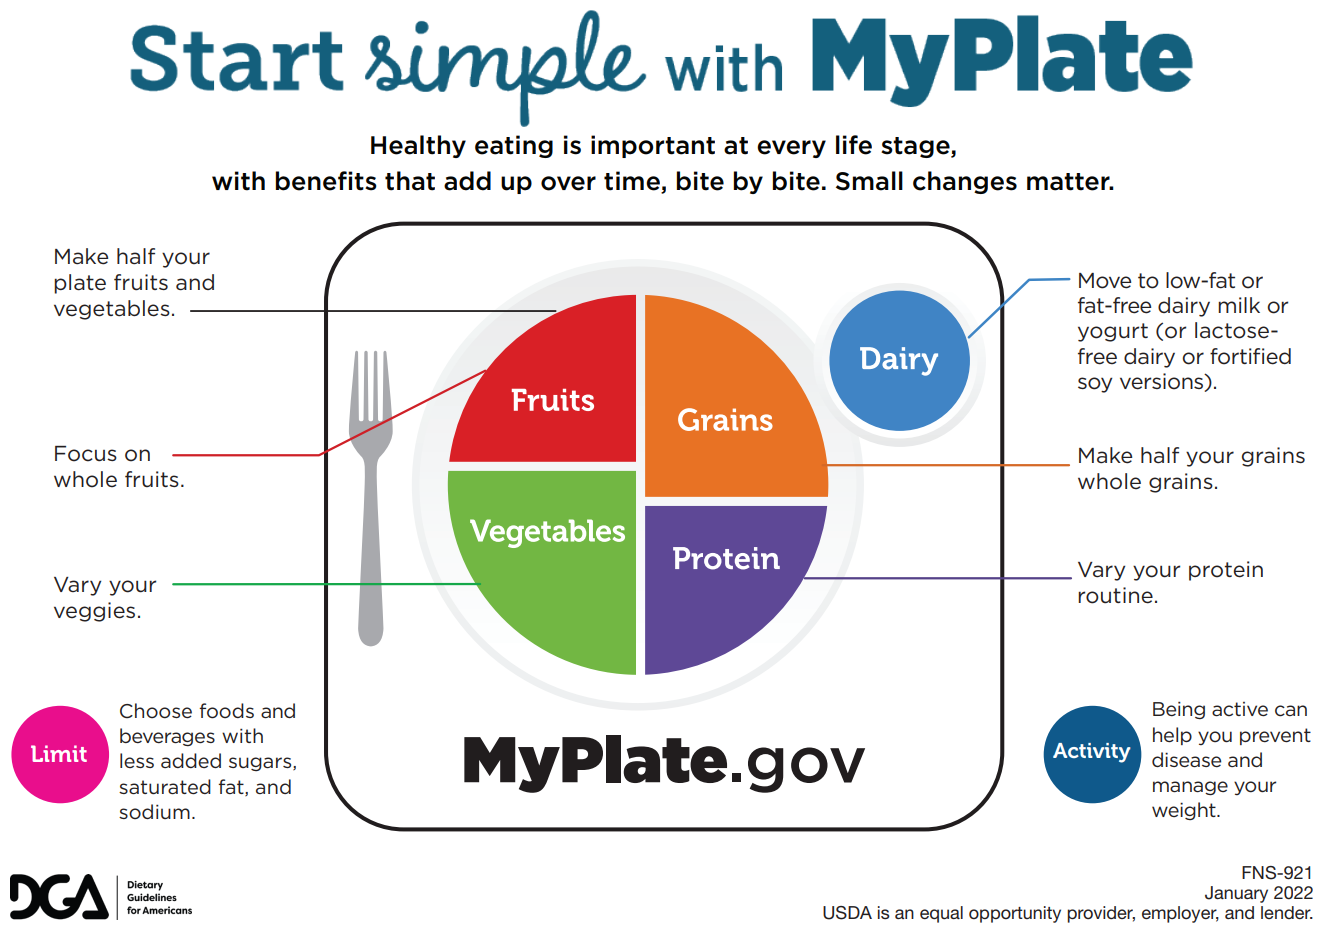 Start simple with MyPlate
Healthy eating is important at every life stage,
with benefits that add up over time, bite by bite. Small changes matter.
Make half your
plate fruits and
vegetables.
Focus on
whole fruits.
Vary your
veggies.
Fruits
Grains
Vegetables
Protein
Dairy
Move to low-fat or
fat-free dairy milk or
yogurt (or lactose-
free dairy or fortified
soy versions).
Make half your grains
whole grains.
Vary your protein
routine.
Limit
Choose foods and
beverages with
less added sugars,
saturated fat, and
sodium.
MyPlate.gov
Activity
Being active can
help you prevent
disease and
manage your
weight.
DGA
Dietary
Guidelines
for Americans
FNS-921
January 2022
USDA is an equal opportunity provider, employer, and lender.